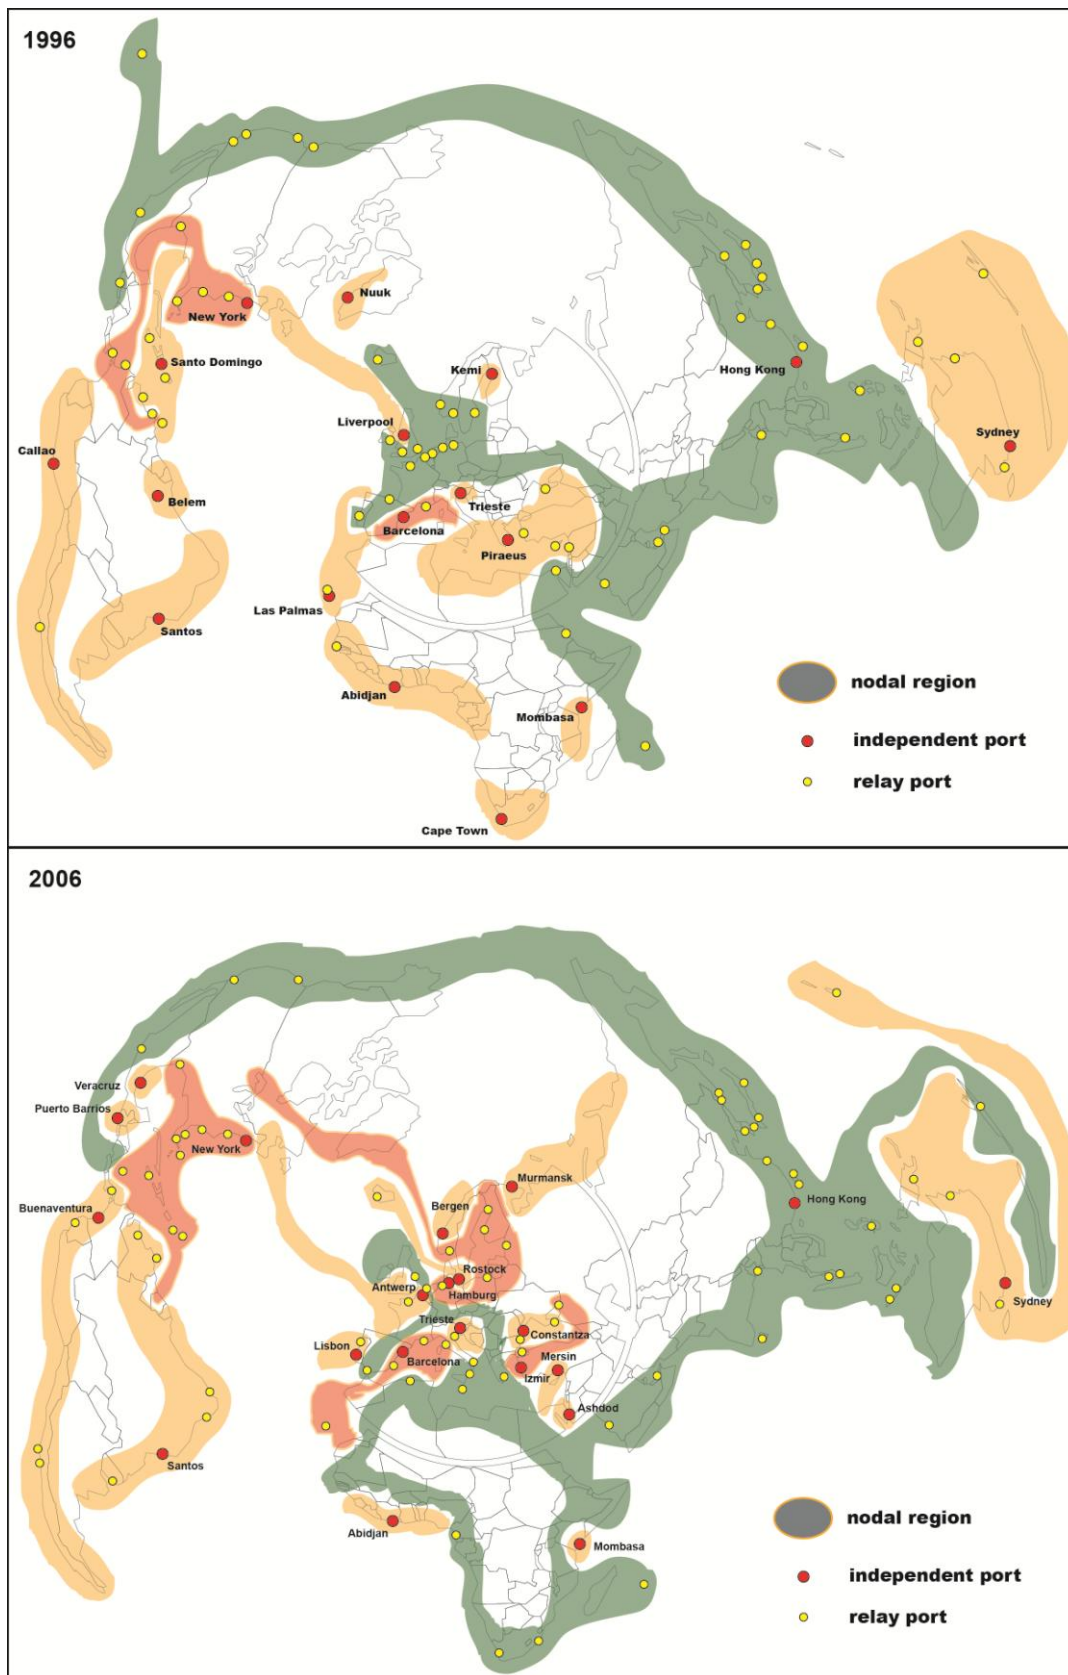 1996
Nuuk
New York
Santo Domingo
Hong Kong
Kemi
Liverpool
Callao
Sydney
Belem
Trieste
Barcelona
Piraeus
Las Palmas
Santos
nodal region
Abidjan
Mombasa
independent port
relay port
Cape Town
2006
Veracruz
Puerto Barrios
New York
Murmansk
Bergen
Hong Kong
Buenaventura
Rostock
Antwerp
Hamburg
Sydney
Trieste
Constantza
Lisbon
Barcelona
Mersin
Izmir
Ashdod
Santos
nodal region
Abidjan
Mombasa
independent port
relay port